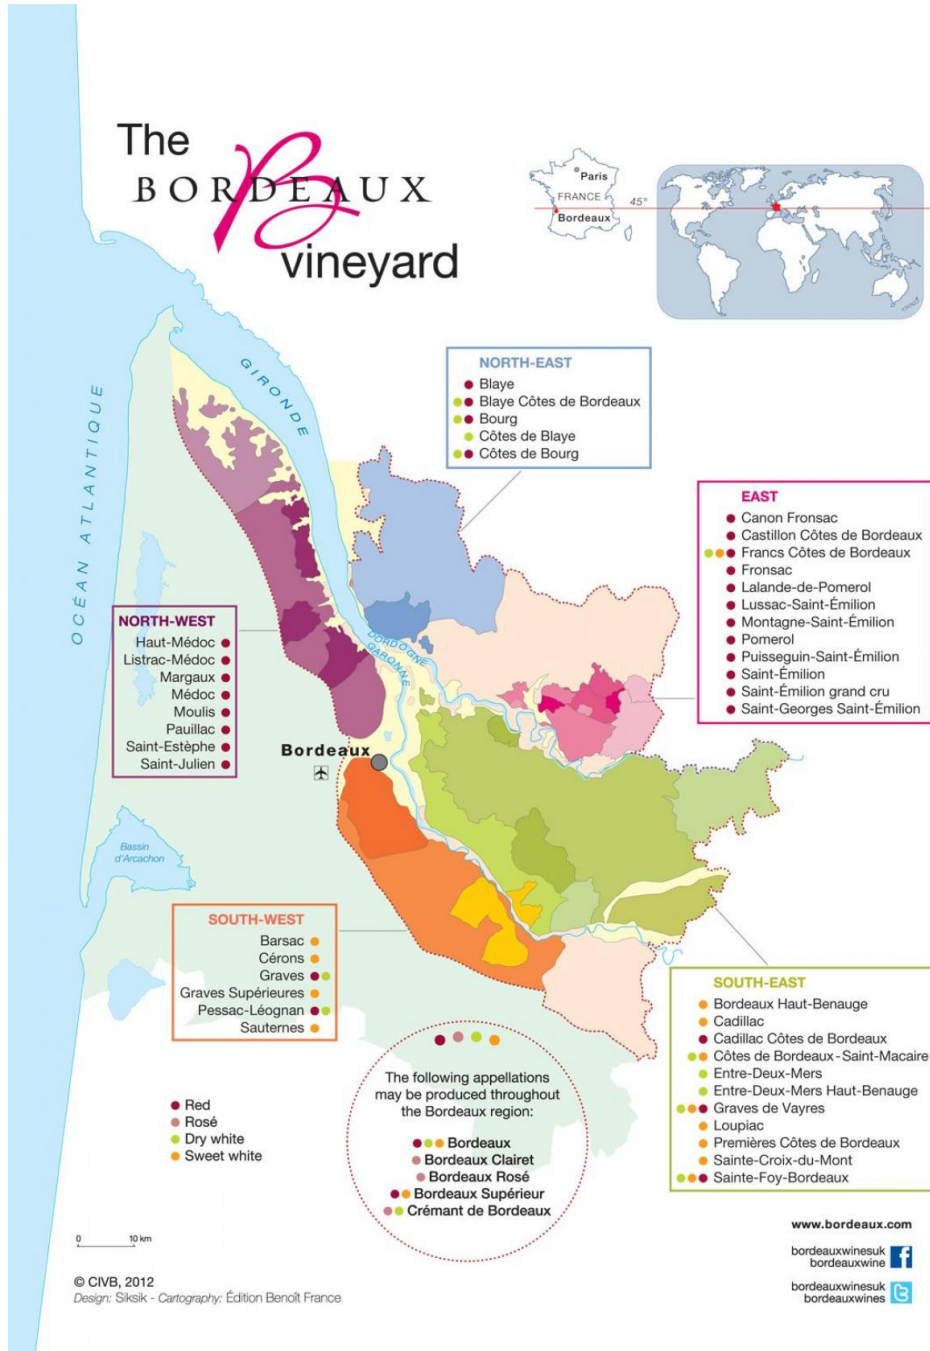 The
BORDEAUX
B
vineyard
Paris
FRANCE
45°
Bordeaux
GIRONDE
OCÉAN ATLANTIQUE
NORTH-EAST
Blaye
Blaye Côtes de Bordeaux
Bourg
Côtes de Blaye
Côtes de Bourg
EAST
Canon Fronsac
Castillon Côtes de Bordeaux
Francs Côtes de Bordeaux
Fronsac
Lalande-de-Pomerol
Lussac-Saint-Émilion
Montagne-Saint-Émilion
Pomerol
Puisseguin-Saint-Émilion
Saint-Émilion
Saint-Émilion grand cru
Saint-Georges Saint-Émilion
NORTH-WEST
Haut-Médoc
Listrac-Médoc
Margaux
Médoc
Moulis
Pauillac
Saint-Estèphe
Saint-Julien
DORDOGNE
GARONNE
Bordeaux
Bassin
d'Arcachon
SOUTH-WEST
Barsac
Cérons
Graves
Graves Supérieures
Pessac-Léognan
Sauternes
SOUTH-EAST
Bordeaux Haut-Benauge
Cadillac
Cadillac Côtes de Bordeaux
Côtes de Bordeaux-Saint-Macaire
Entre-Deux-Mers
Entre-Deux-Mers Haut-Benauge
Graves de Vayres
Loupiac
Premières Côtes de Bordeaux
Sainte-Croix-du-Mont
Sainte-Foy-Bordeaux
The following appellations
may be produced throughout
the Bordeaux region:
Bordeaux
Bordeaux Clairet
Bordeaux Rosé
Bordeaux Supérieur
Crémant de Bordeaux
Red
Rosé
Dry white
Sweet white
0 10 km
© CIVB, 2012
Design: Siksik - Cartography: Édition Benoît France
www.bordeaux.com
bordeauxwinesuk
bordeauxwine
f
bordeauxwinesuk
bordeauxwines
t